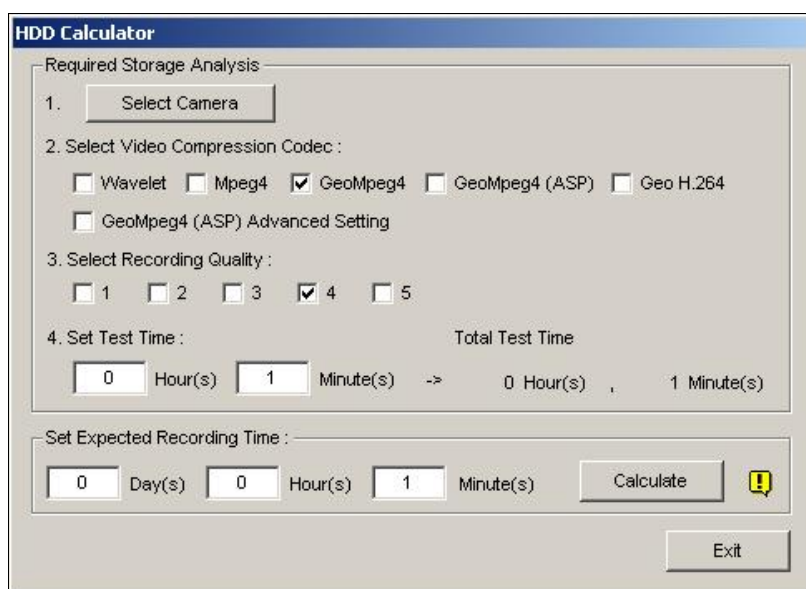 HDD Calculator
Required Storage Analysis
1. Select Camera
2. Select Video Compression Codec :
Wavelet Mpeg4 GeoMpeg4 GeoMpeg4 (ASP) Geo H.264
GeoMpeg4 (ASP) Advanced Setting
3. Select Recording Quality :
1 2 3 4 5
4. Set Test Time : Total Test Time
0 Hour(s) 1 Minute(s) -> 0 Hour(s) , 1 Minute(s)
Set Expected Recording Time :
0 Day(s) 0 Hour(s) 1 Minute(s) Calculate !
Exit